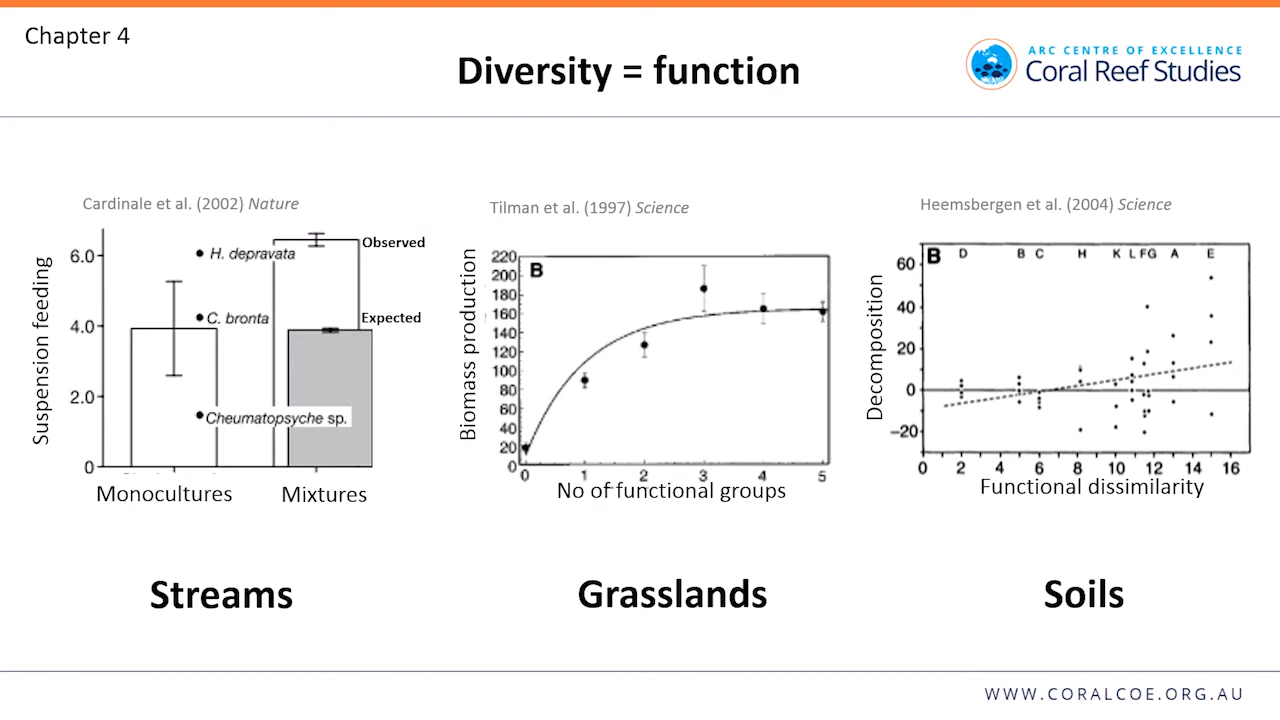 Chapter 4
Diversity = function
ARC CENTRE OF EXCELLENCE
Coral Reef Studies
Cardinale et al. (2002) Nature
Suspension feeding
6.0
4.0
2.0
0
H. depravata
C. bronta
Cheumatopsyche sp.
Observed
Expected
Monocultures
Mixtures
Streams
Tilman et al. (1997) Science
Biomass production
B
220
200
180
160
140
120
100
80
60
40
20
0
0 1 2 3 4 5
No of functional groups
Grasslands
Heemsbergen et al. (2004) Science
Decomposition
B D B C H K L F G A E
60
40
20
0
−20
0 2 4 6 8 10 12 14 16
Functional dissimilarity
Soils
WWW.CORALCOE.ORG.AU